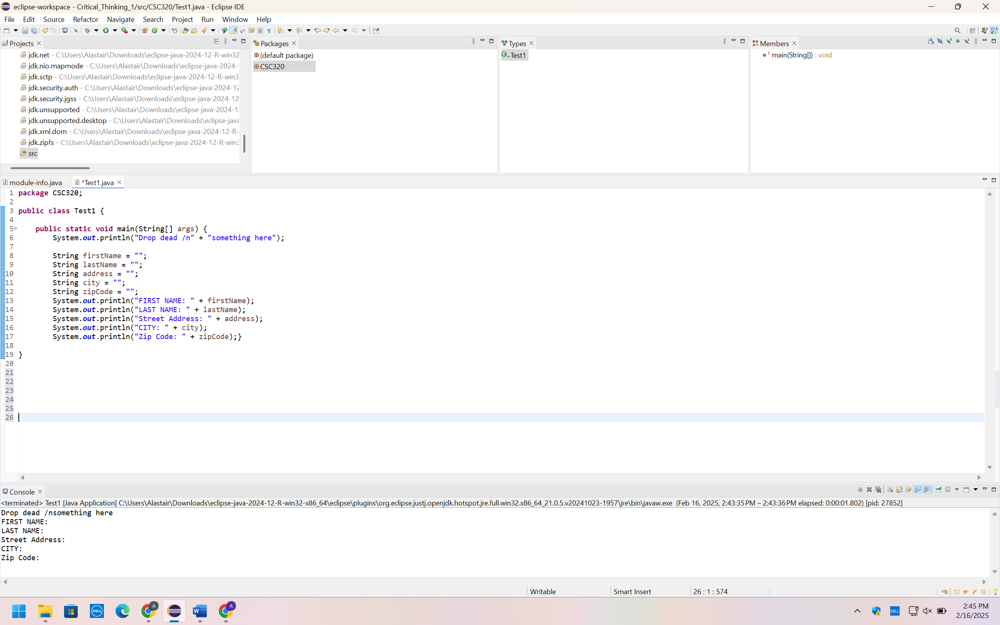 eclipse-workspace - Critical_Thinking_1/src/CSC320/Test1.java - Eclipse IDE
File Edit Source Refactor Navigate Search Project Run Window Help
Projects
jdk.net - C:\Users\Alastair\Downloads\eclipse-java-2024-12-R-win32
jdk.nio.mapmode - C:\Users\Alastair\Downloads\eclipse-java-2024-
jdk.sctp - C:\Users\Alastair\Downloads\eclipse-java-2024-12-R-win3
jdk.security.auth - C:\Users\Alastair\Downloads\eclipse-java-2024-12
jdk.security.jgss - C:\Users\Alastair\Downloads\eclipse-java-2024-12
jdk.unsupported - C:\Users\Alastair\Downloads\eclipse-java-2024-1
jdk.unsupported.desktop - C:\Users\Alastair\Downloads\eclipse-java
jdk.xml.dom - C:\Users\Alastair\Downloads\eclipse-java-2024-12-R-
jdk.zipfs - C:\Users\Alastair\Downloads\eclipse-java-2024-12-R-win3
src
Packages
(default package)
CSC320
Types
Test1
Members
main(String[]) : void
module-info.java
*Test1.java
1 package CSC320;
2
3 public class Test1 {
4
5 public static void main(String[] args) {
6 System.out.println("Drop dead /n" + "something here");
7
8 String firstName = "";
9 String lastName = "";
10 String address = "";
11 String city = "";
12 String zipCode = "";
13 System.out.println("FIRST NAME: " + firstName);
14 System.out.println("LAST NAME: " + lastName);
15 System.out.println("Street Address: " + address);
16 System.out.println("CITY: " + city);
17 System.out.println("Zip Code: " + zipCode);}
18
19 }
20
21
22
23
24
25
26
Console
<terminated> Test1 [Java Application] C:\Users\Alastair\Downloads\eclipse-java-2024-12-R-win32-x86_64\eclipse\plugins\org.eclipse.justj.openjdk.hotspot.jre.full.win32.x86_64_21.0.5.v20241023-1957\jre\bin\javaw.exe (Feb 16, 2025, 2:43:35 PM – 2:43:36 PM elapsed: 0:00:01.802) [pid: 27852]
Drop dead /nsomething here
FIRST NAME:
LAST NAME:
Street Address:
CITY:
Zip Code:
Writable
Smart Insert
26 : 1 : 574
DELL
A
W
A
DELL
2:45 PM
2/16/2025